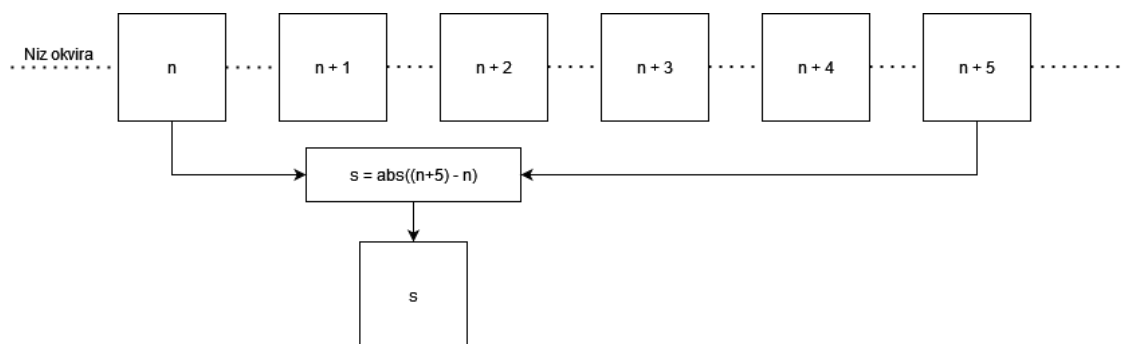 Niz okvira
n
n + 1
n + 2
n + 3
n + 4
n + 5
s = abs((n+5) - n)
s